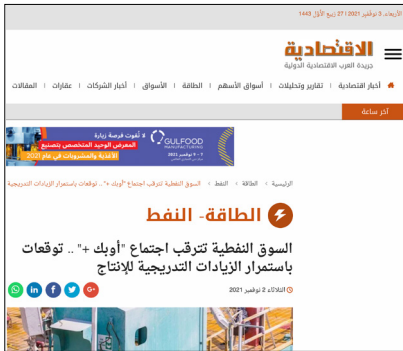 الأربعاء، 3 نوفمبر 2021 | 27 ربيع الأول 1443
الاقتصادية
جريدة العرب الاقتصادية الدولية
أخبار اقتصادية | تقارير وتحليلات | أسواق الأسهم | الطاقة | الأسواق | أخبار الشركات | عقارات | المقالات
آخر ساعة
لا تفوت فرصة زيارة
المعرض الوحيد المتخصص بتصنيع
الأغذية والمشروبات في عام 2021
GULFOOD
MANUFACTURING
الرئيسية > الطاقة > النفط > السوق النفطية تترقب اجتماع "أوبك +" .. توقعات باستمرار الزيادات التدريجية
الطاقة- النفط
السوق النفطية تترقب اجتماع "أوبك +" .. توقعات
باستمرار الزيادات التدريجية للإنتاج
الثلاثاء 2 نوفمبر 2021